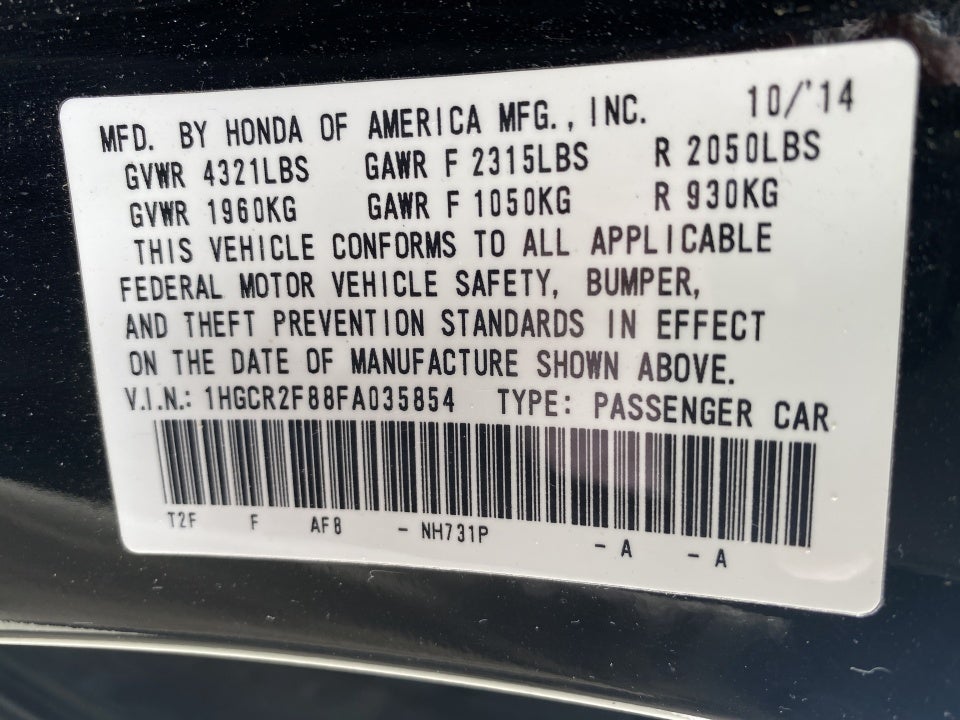 MFD. BY HONDA OF AMERICA MFG., INC. 10/'14
GVWR 4321LBS GAWR F 2315LBS R 2050LBS
GVWR 1960KG GAWR F 1050KG R 930KG
THIS VEHICLE CONFORMS TO ALL APPLICABLE
FEDERAL MOTOR VEHICLE SAFETY, BUMPER,
AND THEFT PREVENTION STANDARDS IN EFFECT
ON THE DATE OF MANUFACTURE SHOWN ABOVE.
V.I.N.: 1HGCR2F88FA035854 TYPE: PASSENGER CAR
T2F F AF8 - NH731P - A - A